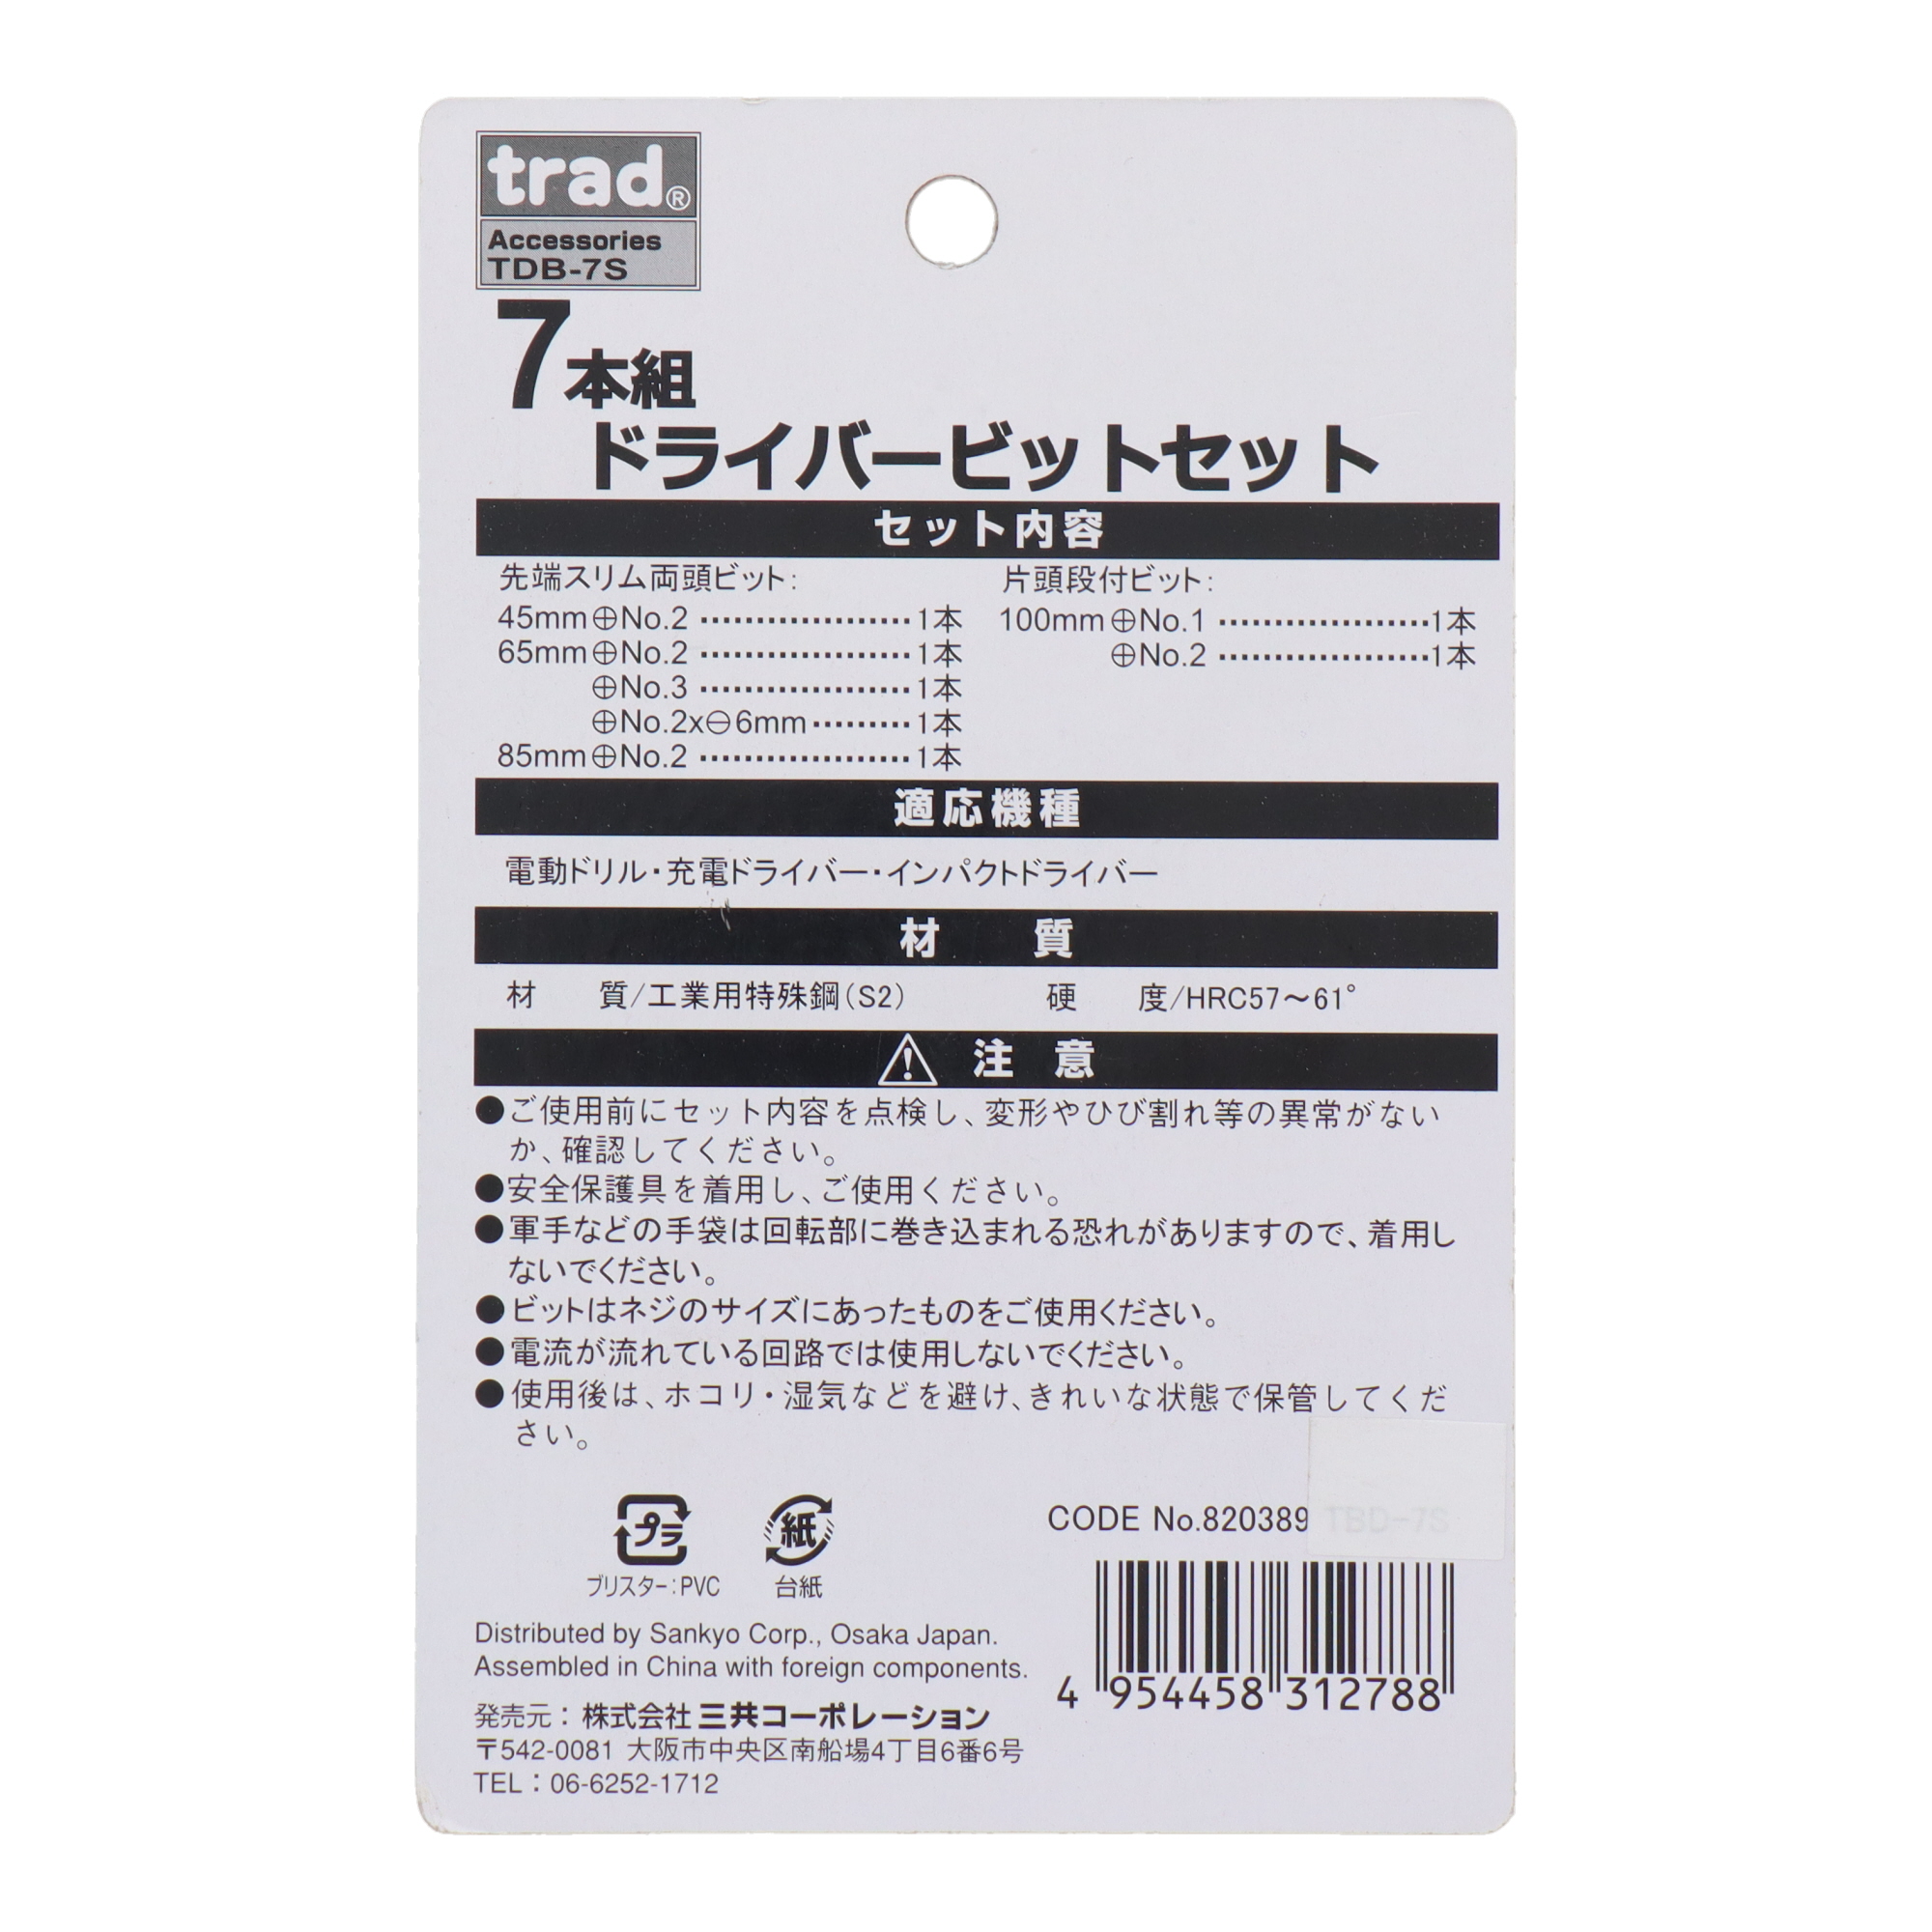 trad®
Accessories
TDB-7S
7本組
ドライバービットセット
セット内容
先端スリム両頭ビット:
45mm⊕No.2 ………………… 1本
65mm⊕No.2 ………………… 1本
⊕No.3 ………………… 1本
⊕No.2x⊖6mm ……… 1本
85mm⊕No.2 ………………… 1本
片頭段付ビット:
100mm⊕No.1 …………………1本
⊕No.2 …………………1本
適応機種
電動ドリル・充電ドライバー・インパクトドライバー
材 質
材 質/工業用特殊鋼(S2) 硬 度/HRC57〜61°
注 意
●ご使用前にセット内容を点検し、変形やひび割れ等の異常がない
か、確認してください。
●安全保護具を着用し、ご使用ください。
●軍手などの手袋は回転部に巻き込まれる恐れがありますので、着用し
ないでください。
●ビットはネジのサイズにあったものをご使用ください。
●電流が流れている回路では使用しないでください。
●使用後は、ホコリ・湿気などを避け、きれいな状態で保管してくだ
さい。
プラ
ブリスター:PVC
紙
台紙
CODE No.820389 TBD-7S
4 954458 312788
Distributed by Sankyo Corp., Osaka Japan.
Assembled in China with foreign components.
発売元：株式会社 三共コーポレーション
〒542-0081 大阪市中央区南船場4丁目6番6号
TEL：06-6252-1712